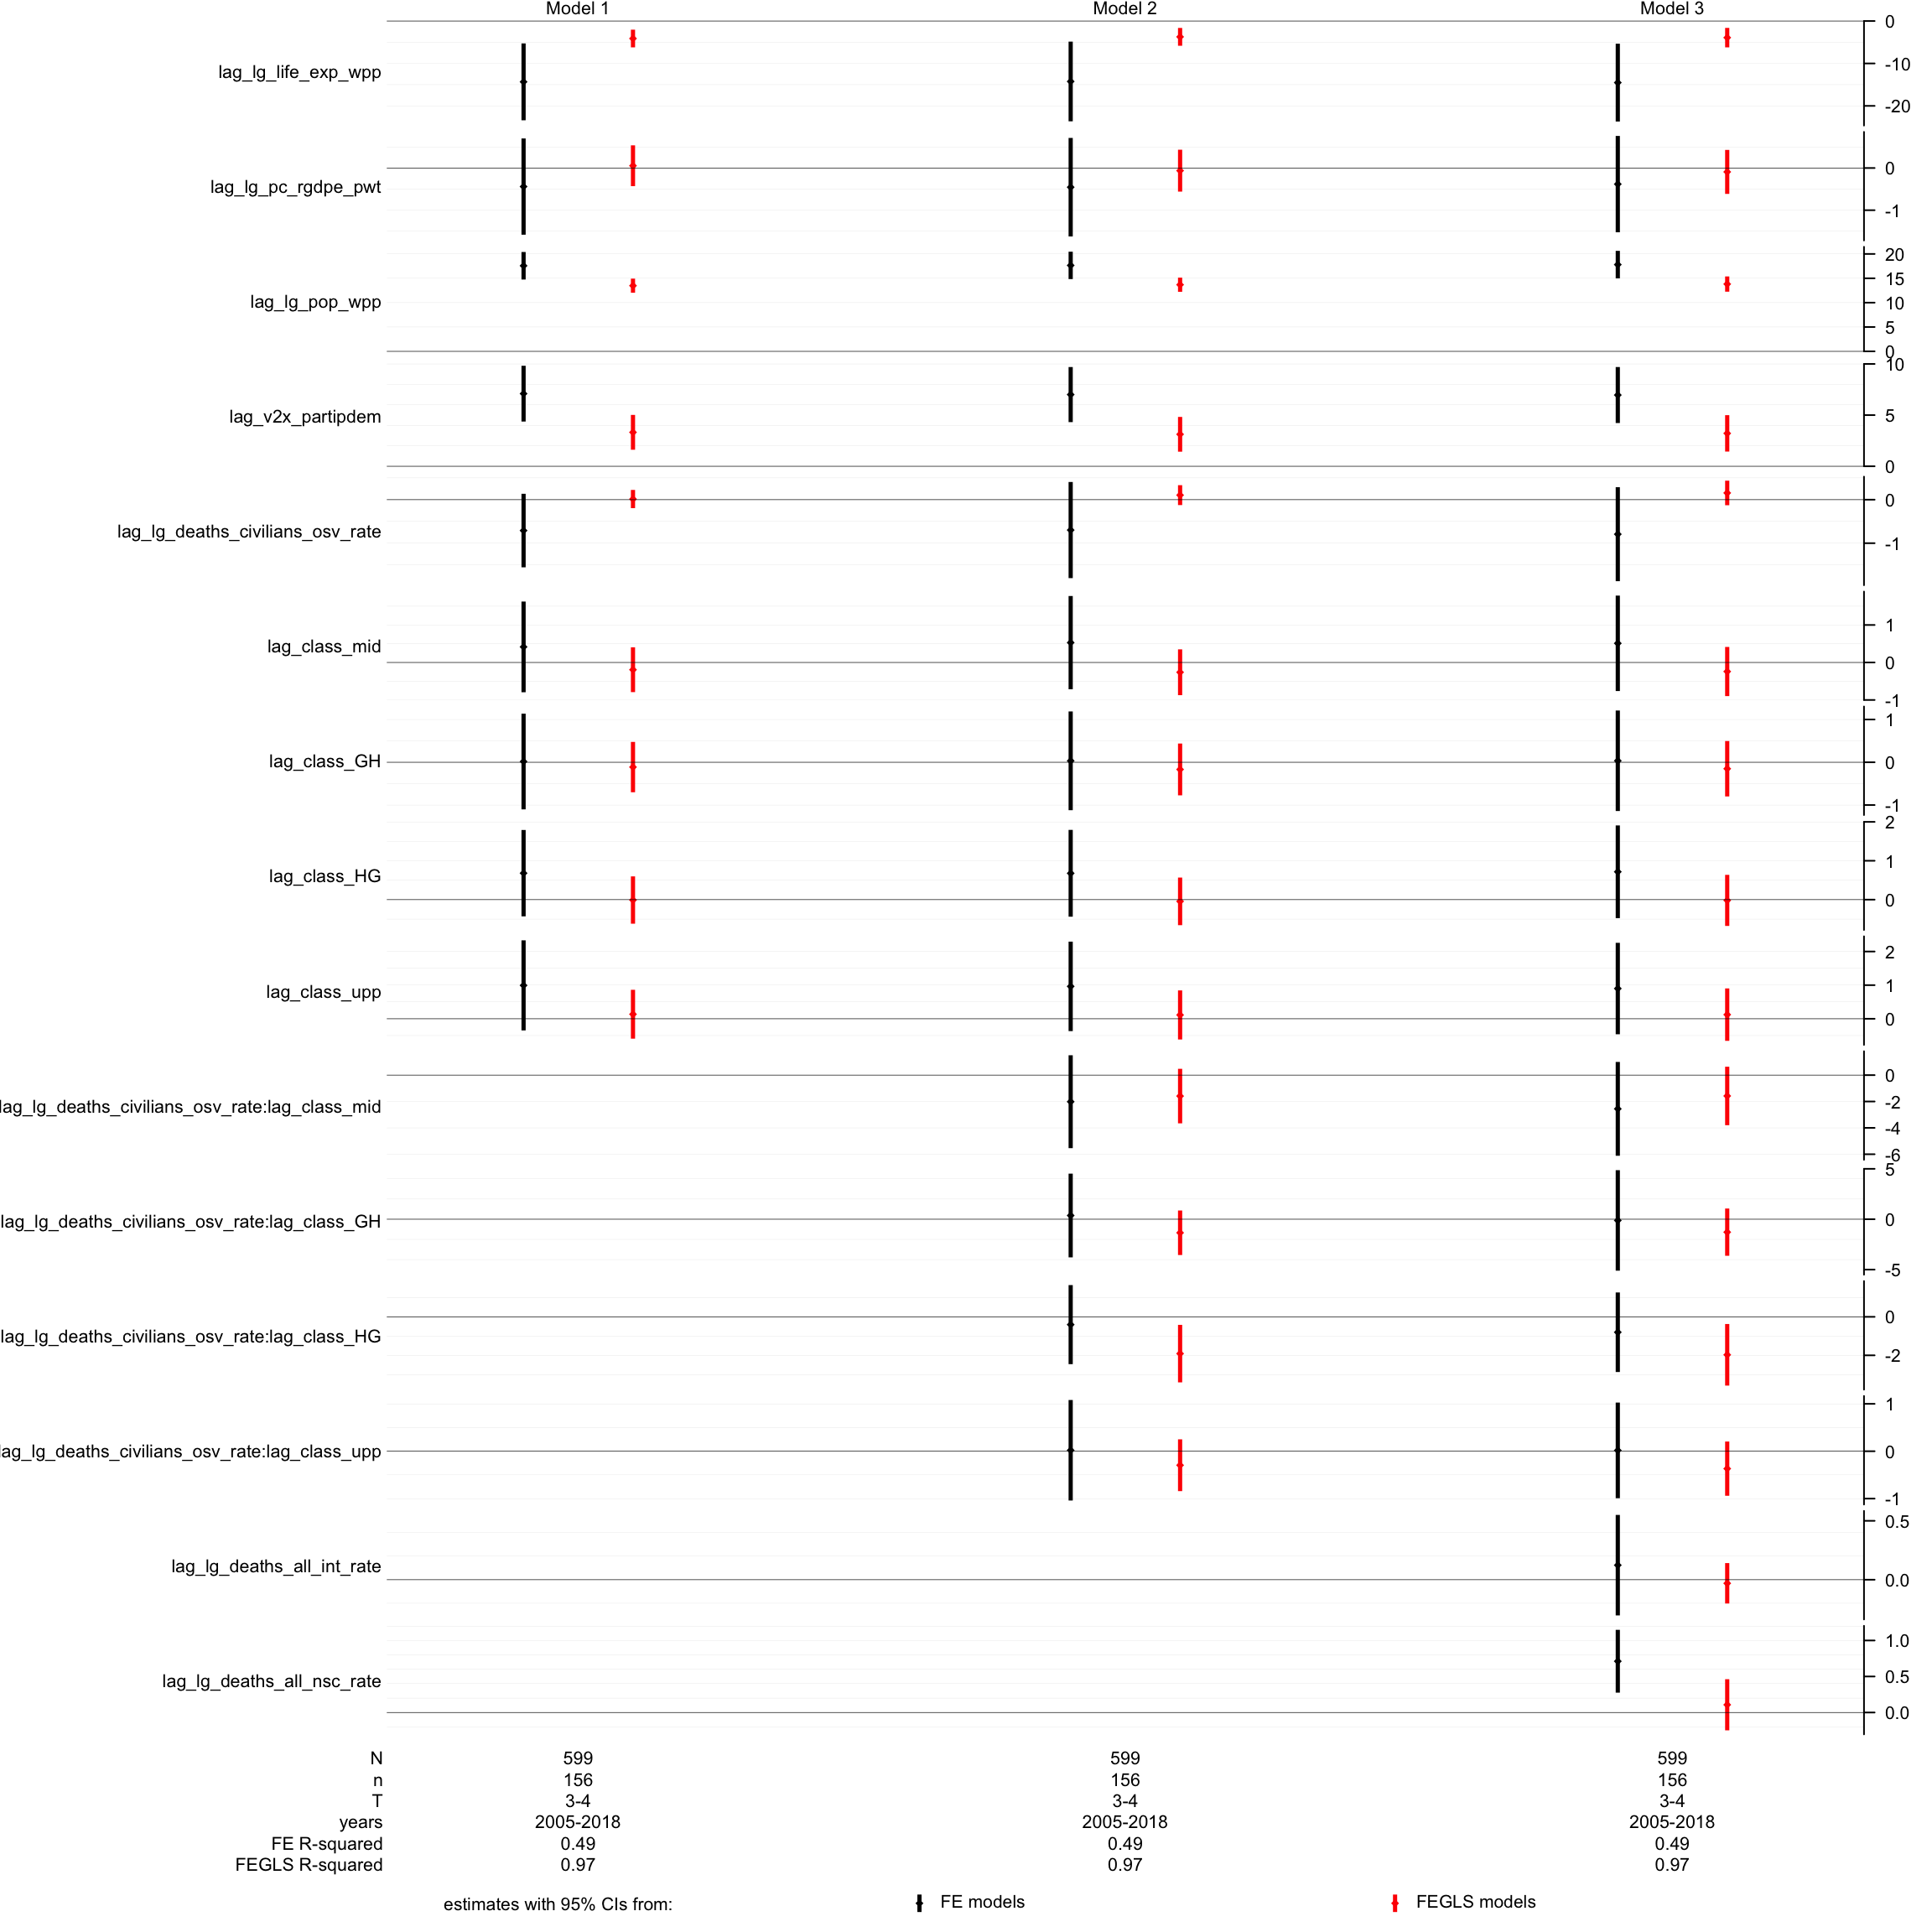 Model 1 Model 2 Model 3
lag_lg_life_exp_wpp
0
-10
-20
lag_lg_pc_rgdpe_pwt
0
-1
lag_lg_pop_wpp
20
15
10
5
0
lag_v2x_partipdem
10
5
0
lag_lg_deaths_civilians_osv_rate
0
-1
lag_class_mid
1
0
-1
lag_class_GH
1
0
-1
lag_class_HG
2
1
0
lag_class_upp
2
1
0
lag_lg_deaths_civilians_osv_rate:lag_class_mid
0
-2
-4
-6
lag_lg_deaths_civilians_osv_rate:lag_class_GH
5
0
-5
lag_lg_deaths_civilians_osv_rate:lag_class_HG
0
-2
lag_lg_deaths_civilians_osv_rate:lag_class_upp
1
0
-1
lag_lg_deaths_all_int_rate
0.5
0.0
lag_lg_deaths_all_nsc_rate
1.0
0.5
0.0
N 599 599 599
n 156 156 156
T 3-4 3-4 3-4
years 2005-2018 2005-2018 2005-2018
FE R-squared 0.49 0.49 0.49
FEGLS R-squared 0.97 0.97 0.97
estimates with 95% CIs from: FE models FEGLS models